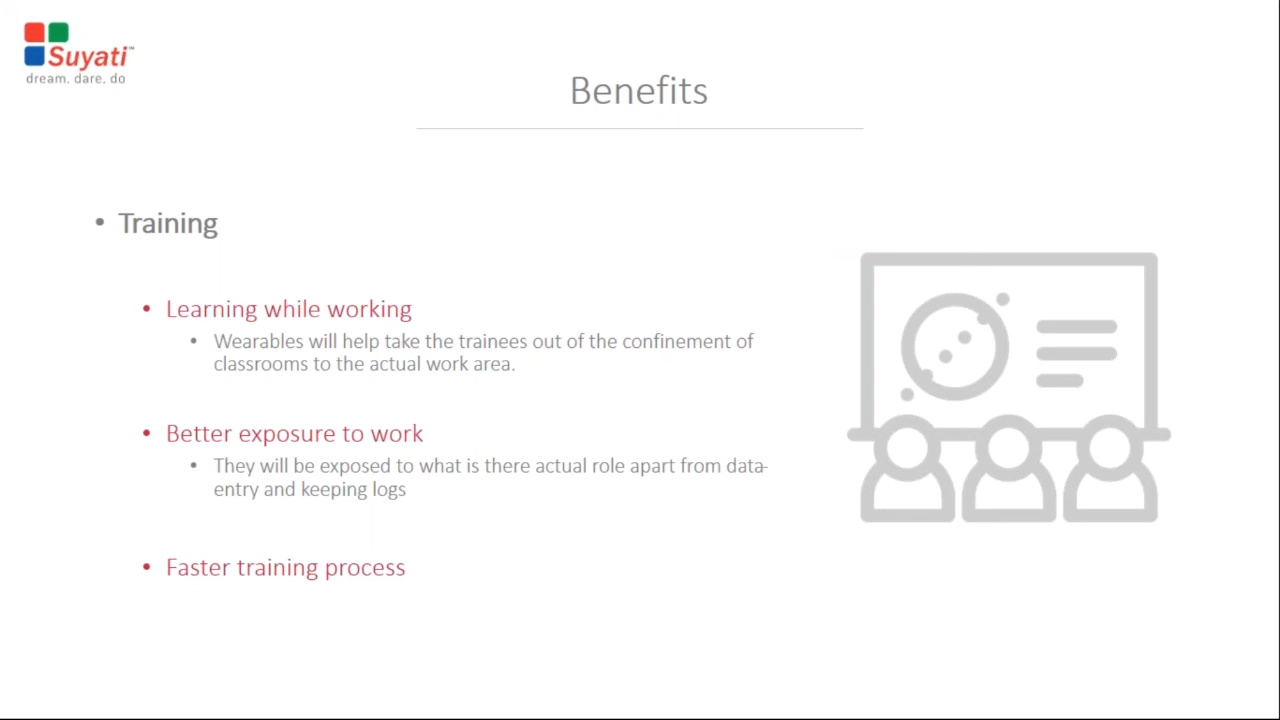 Suyati™
dream. dare. do
Benefits
• Training
• Learning while working
• Wearables will help take the trainees out of the confinement of
classrooms to the actual work area.
• Better exposure to work
• They will be exposed to what is there actual role apart from data-
entry and keeping logs
• Faster training process